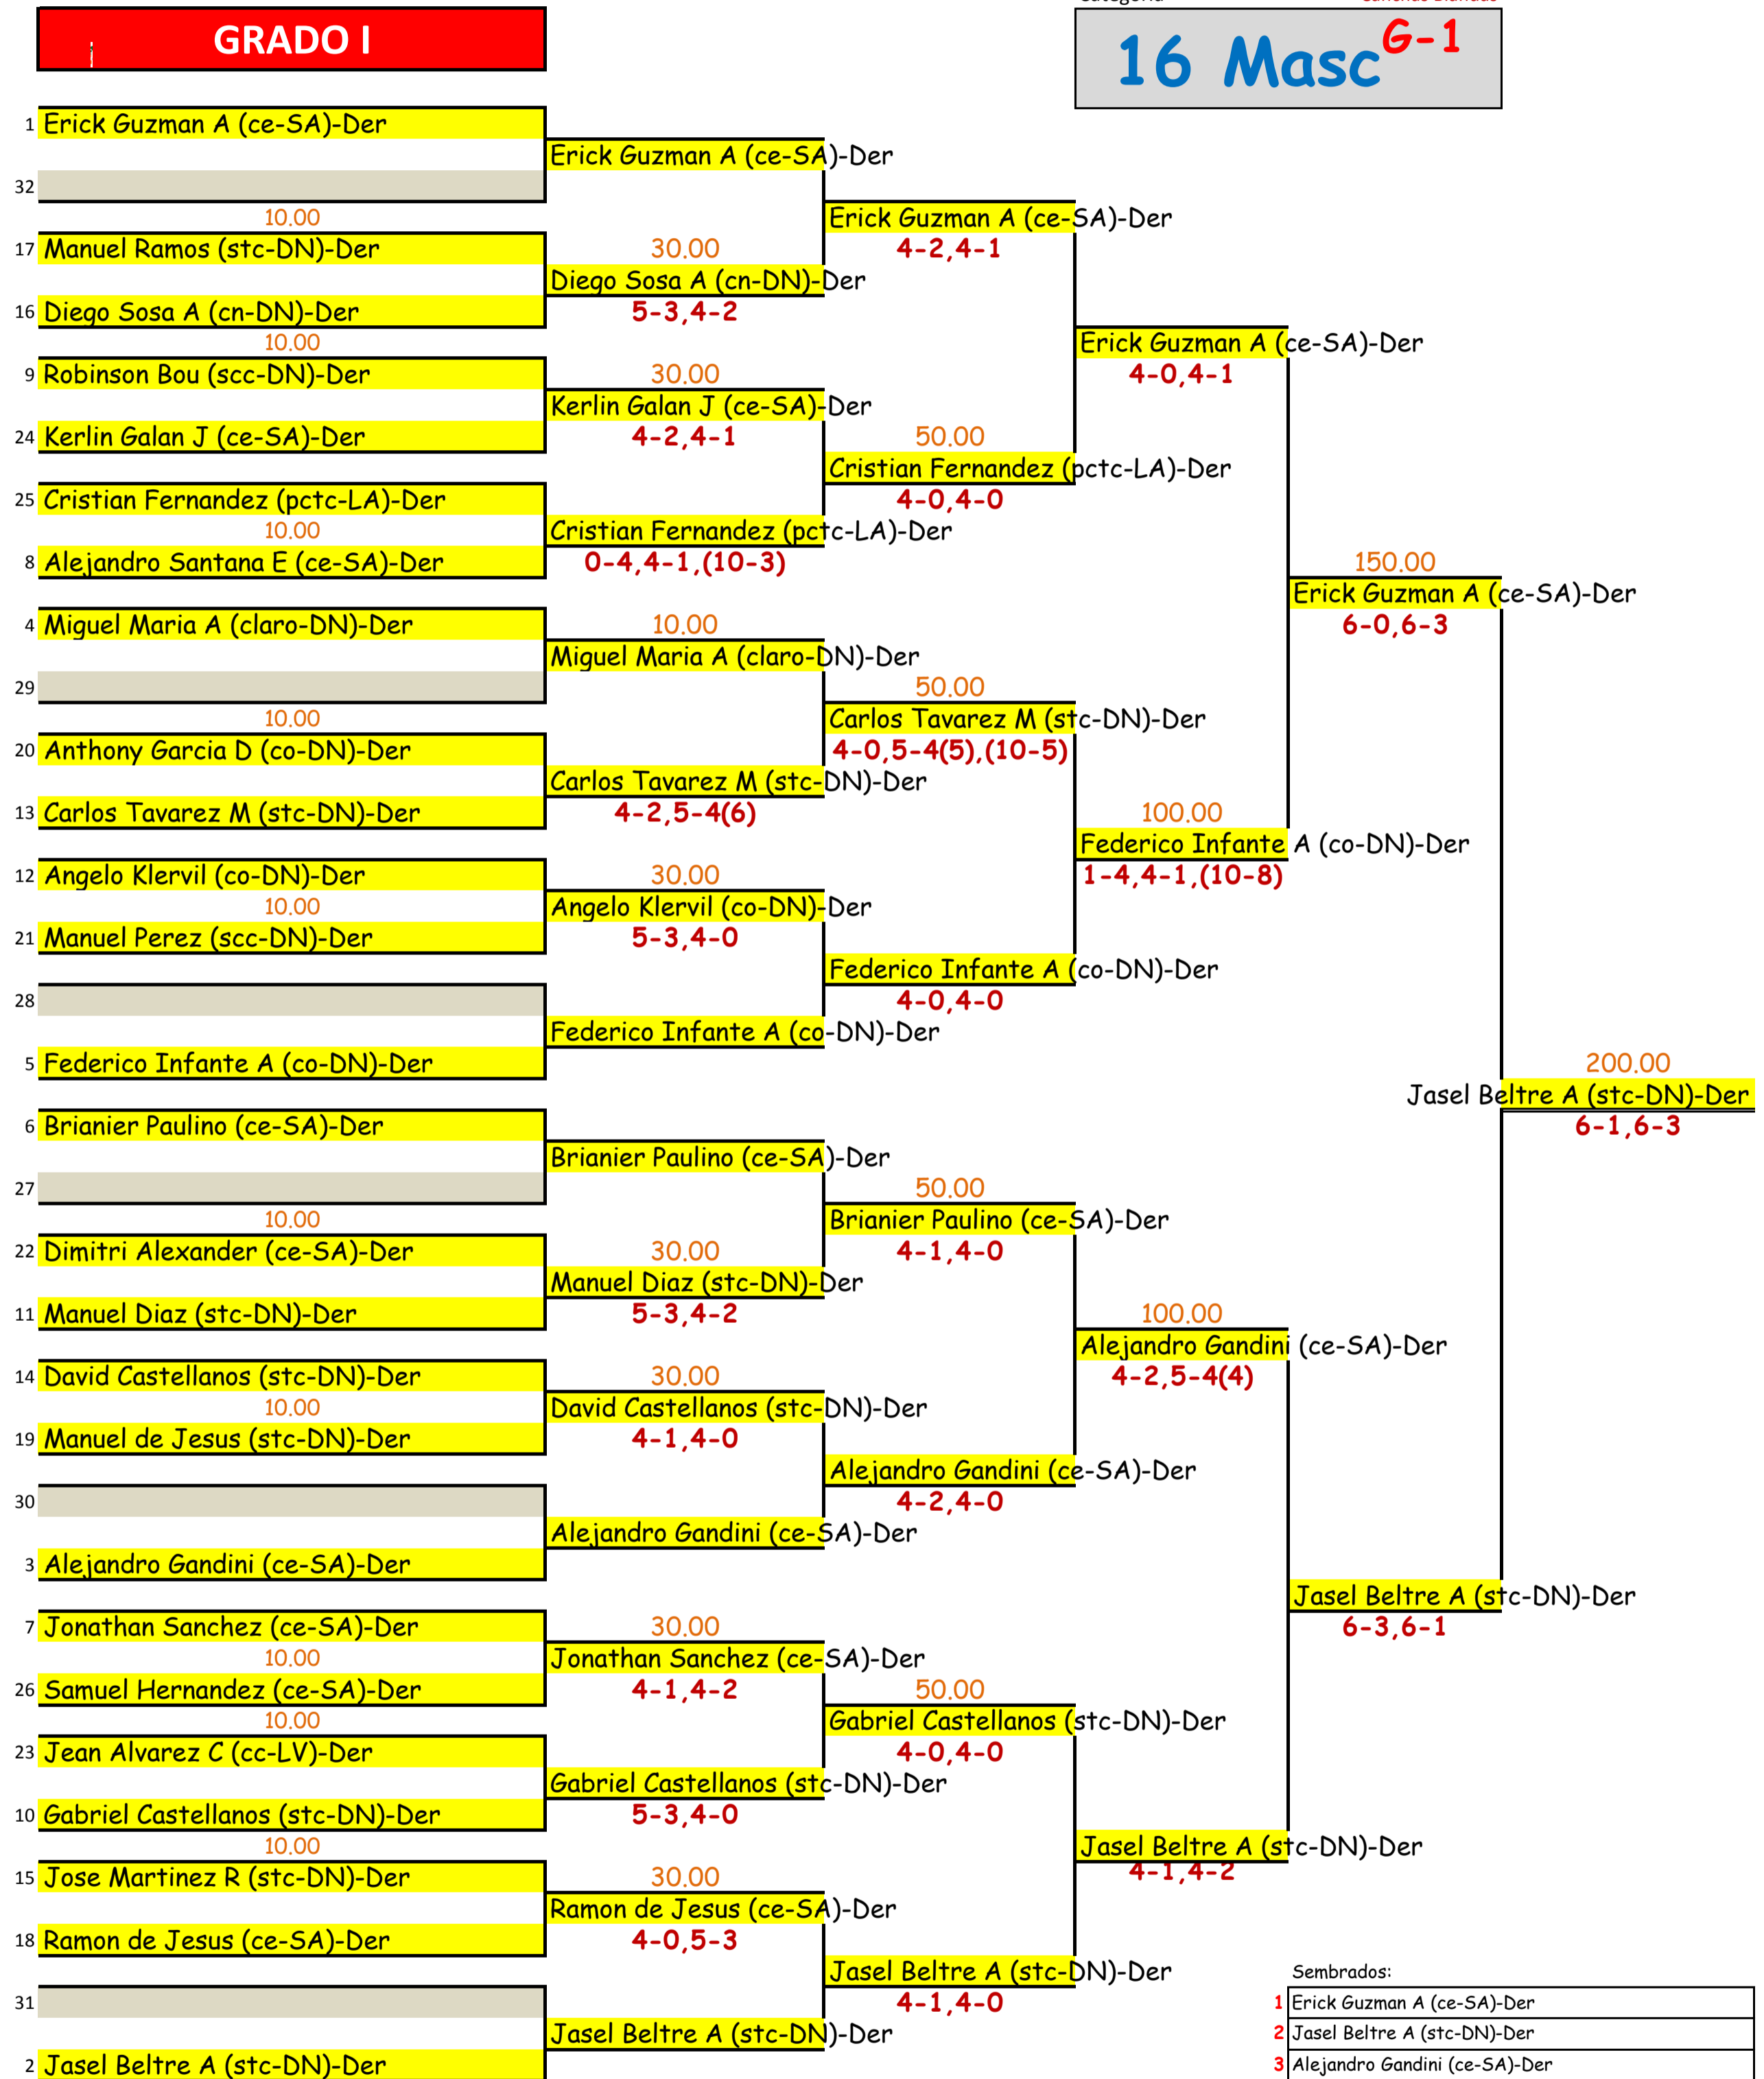 GRADO I
16 Masc G-1
1 Erick Guzman A (ce-SA)-Der
32
10.00
17 Manuel Ramos (stc-DN)-Der
16 Diego Sosa A (cn-DN)-Der
10.00
9 Robinson Bou (scc-DN)-Der
24 Kerlin Galan J (ce-SA)-Der
25 Cristian Fernandez (pctc-LA)-Der
10.00
8 Alejandro Santana E (ce-SA)-Der
4 Miguel Maria A (claro-DN)-Der
29
10.00
20 Anthony Garcia D (co-DN)-Der
13 Carlos Tavarez M (stc-DN)-Der
12 Angelo Klervil (co-DN)-Der
10.00
21 Manuel Perez (scc-DN)-Der
28
5 Federico Infante A (co-DN)-Der
6 Brianier Paulino (ce-SA)-Der
27
10.00
22 Dimitri Alexander (ce-SA)-Der
11 Manuel Diaz (stc-DN)-Der
14 David Castellanos (stc-DN)-Der
10.00
19 Manuel de Jesus (stc-DN)-Der
30
3 Alejandro Gandini (ce-SA)-Der
7 Jonathan Sanchez (ce-SA)-Der
10.00
26 Samuel Hernandez (ce-SA)-Der
10.00
23 Jean Alvarez C (cc-LV)-Der
10 Gabriel Castellanos (stc-DN)-Der
10.00
15 Jose Martinez R (stc-DN)-Der
18 Ramon de Jesus (ce-SA)-Der
31
2 Jasel Beltre A (stc-DN)-Der
Erick Guzman A (ce-SA)-Der
30.00
Diego Sosa A (cn-DN)-Der
5-3,4-2
30.00
Kerlin Galan J (ce-SA)-Der
4-2,4-1
Cristian Fernandez (pctc-LA)-Der
0-4,4-1,(10-3)
10.00
Miguel Maria A (claro-DN)-Der
Carlos Tavarez M (stc-DN)-Der
4-2,5-4(6)
30.00
Angelo Klervil (co-DN)-Der
5-3,4-0
Federico Infante A (co-DN)-Der
Brianier Paulino (ce-SA)-Der
30.00
Manuel Diaz (stc-DN)-Der
5-3,4-2
30.00
David Castellanos (stc-DN)-Der
4-1,4-0
Alejandro Gandini (ce-SA)-Der
30.00
Jonathan Sanchez (ce-SA)-Der
4-1,4-2
Gabriel Castellanos (stc-DN)-Der
5-3,4-0
30.00
Ramon de Jesus (ce-SA)-Der
4-0,5-3
Jasel Beltre A (stc-DN)-Der
Erick Guzman A (ce-SA)-Der
4-2,4-1
50.00
Cristian Fernandez (pctc-LA)-Der
4-0,4-0
50.00
Carlos Tavarez M (stc-DN)-Der
4-0,5-4(5),(10-5)
Federico Infante A (co-DN)-Der
4-0,4-0
50.00
Brianier Paulino (ce-SA)-Der
4-1,4-0
Alejandro Gandini (ce-SA)-Der
4-2,4-0
50.00
Gabriel Castellanos (stc-DN)-Der
4-0,4-0
Jasel Beltre A (stc-DN)-Der
4-1,4-0
Erick Guzman A (ce-SA)-Der
4-0,4-1
100.00
Federico Infante A (co-DN)-Der
1-4,4-1,(10-8)
100.00
Alejandro Gandini (ce-SA)-Der
4-2,5-4(4)
Jasel Beltre A (stc-DN)-Der
4-1,4-2
150.00
Erick Guzman A (ce-SA)-Der
6-0,6-3
Jasel Beltre A (stc-DN)-Der
6-3,6-1
200.00
Jasel Beltre A (stc-DN)-Der
6-1,6-3
Sembrados:
1 Erick Guzman A (ce-SA)-Der
2 Jasel Beltre A (stc-DN)-Der
3 Alejandro Gandini (ce-SA)-Der